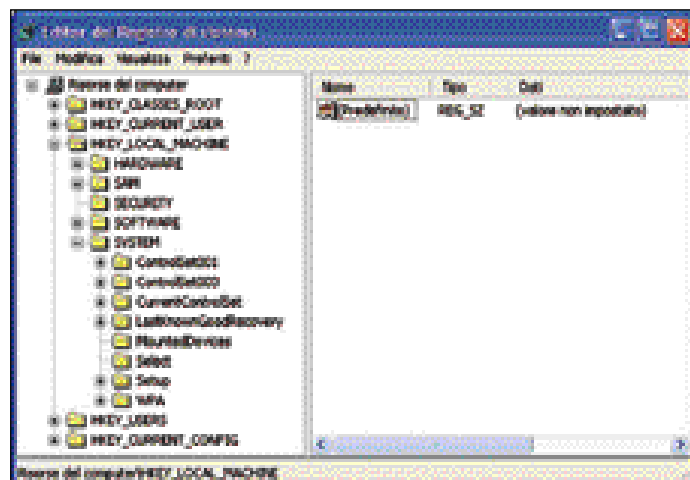 Editor del Registro di sistema
File Modifica Visualizza Preferiti ?
Risorse del computer
HKEY_CLASSES_ROOT
HKEY_CURRENT_USER
HKEY_LOCAL_MACHINE
HARDWARE
SAM
SECURITY
SOFTWARE
SYSTEM
ControlSet001
CurrentControlSet
LastKnownGoodRecovery
MountedDevices
Select
Setup
WPA
HKEY_USERS
HKEY_CURRENT_CONFIG
Nome Tipo Dati
(Predefinito) REG_SZ (valore non impostato)
Risorse del computer\HKEY_LOCAL_MACHINE